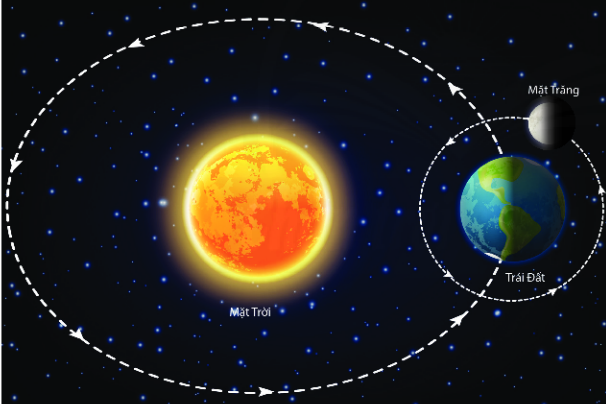 Mặt Trăng
Trái Đất
Mặt Trời